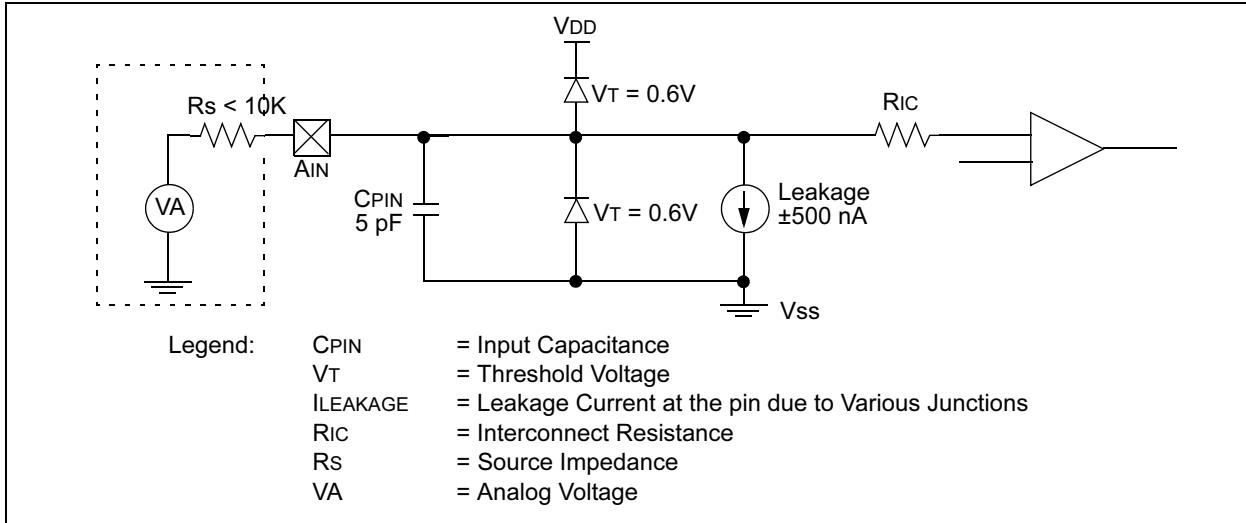 VDD
VT = 0.6V
Rs < 10K
RIC
AIN
VA
CPIN
5 pF
VT = 0.6V
Leakage
±500 nA
Vss
Legend: CPIN = Input Capacitance
VT = Threshold Voltage
ILEAKAGE = Leakage Current at the pin due to Various Junctions
RIC = Interconnect Resistance
RS = Source Impedance
VA = Analog Voltage